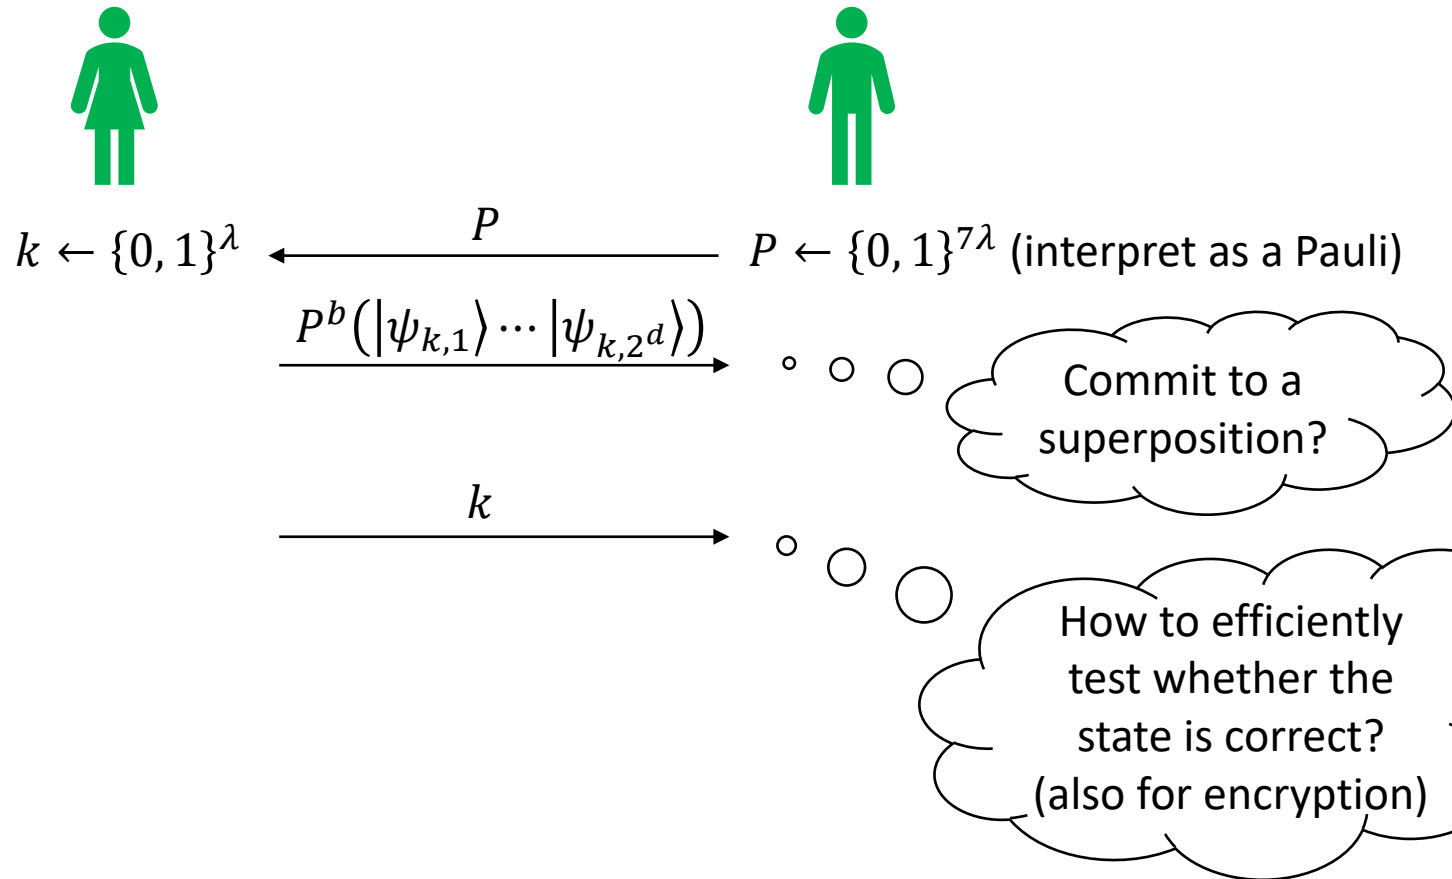 P
k ← {0, 1}^λ
P ← {0, 1}^{7λ} (interpret as a Pauli)
P^b(|ψ_{k,1}⟩ ⋯ |ψ_{k,2^d}⟩)
Commit to a
superposition?
k
How to efficiently
test whether the
state is correct?
(also for encryption)